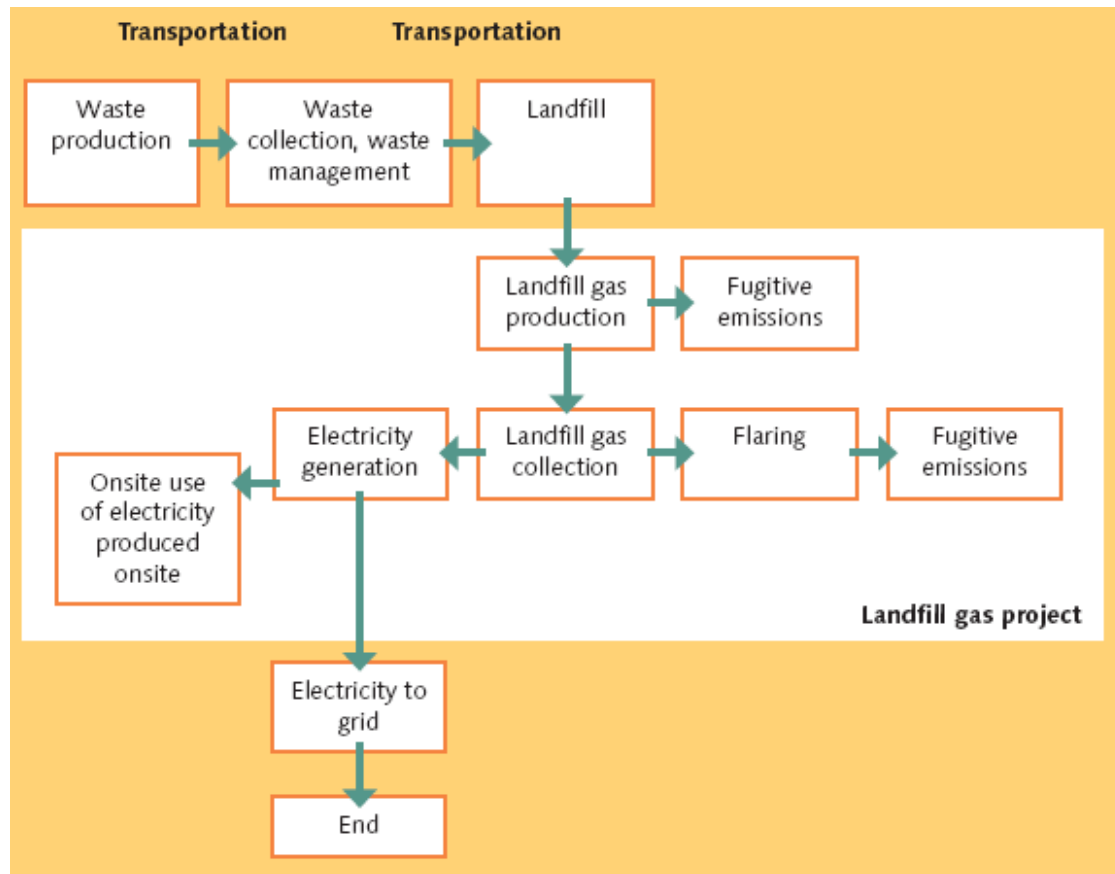 Transportation
Transportation
Waste
production
Waste
collection, waste
management
Landfill
Landfill gas
production
Fugitive
emissions
Electricity
generation
Landfill gas
collection
Flaring
Fugitive
emissions
Onsite use
of electricity
produced
onsite
Landfill gas project
Electricity to
grid
End